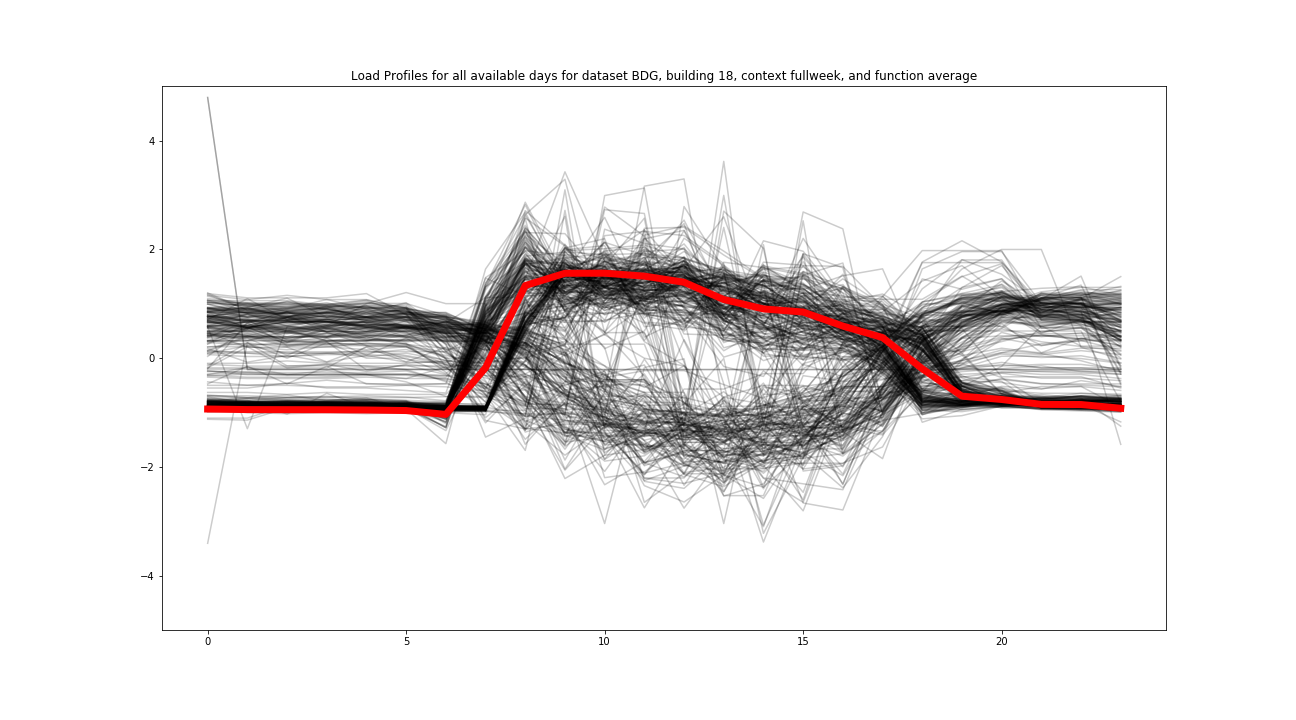 Load Profiles for all available days for dataset BDG, building 18, context fullweek, and function average
4
2
0
−2
−4
0 5 10 15 20